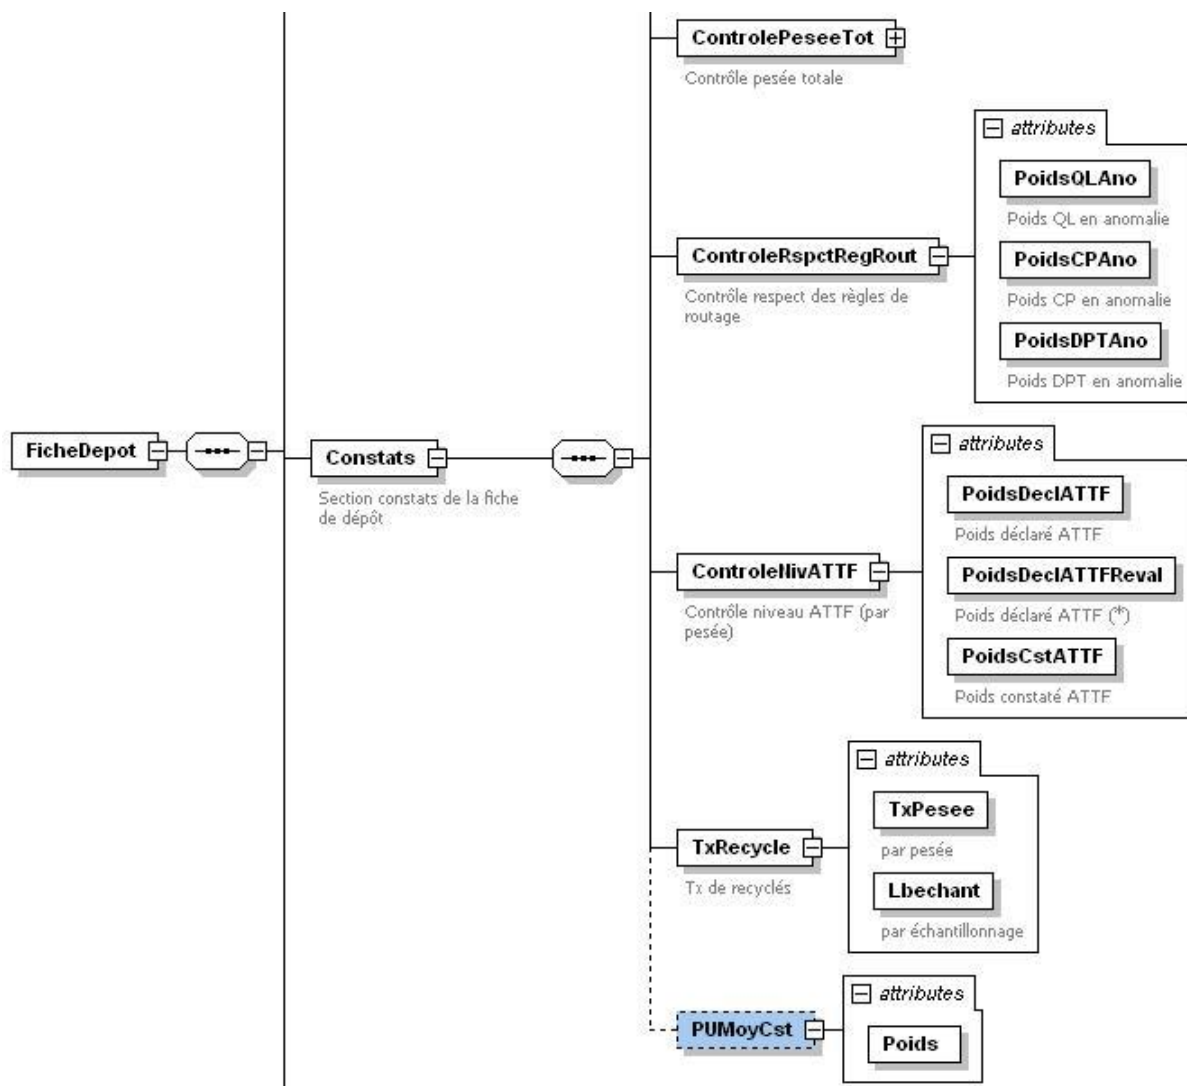 ControlePeseeTot
Contrôle pesée totale
attributes
PoidsQLAno
Poids QL en anomalie
ControleRspctRegRout
Contrôle respect des règles de
routage
PoidsCPAno
Poids CP en anomalie
PoidsDPTAno
Poids DPT en anomalie
FicheDepot
Constats
Section constats de la fiche
de dépôt
attributes
PoidsDeclATTF
Poids déclaré ATTF
ControleNivATTF
Contrôle niveau ATTF (par
pesée)
PoidsDeclATTFReval
Poids déclaré ATTF (*)
PoidsCstATTF
Poids constaté ATTF
attributes
TxPesee
par pesée
TxRecycle
Tx de recyclés
Lbechant
par échantillonnage
attributes
PUMoyCst
Poids